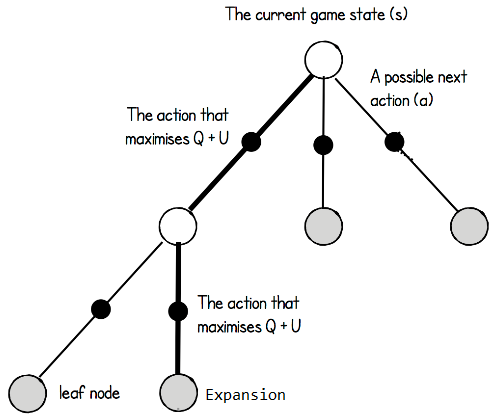 The current game state (s)
A possible next
action (a)
The action that
maximises Q + U
The action that
maximises Q + U
leaf node
Expansion